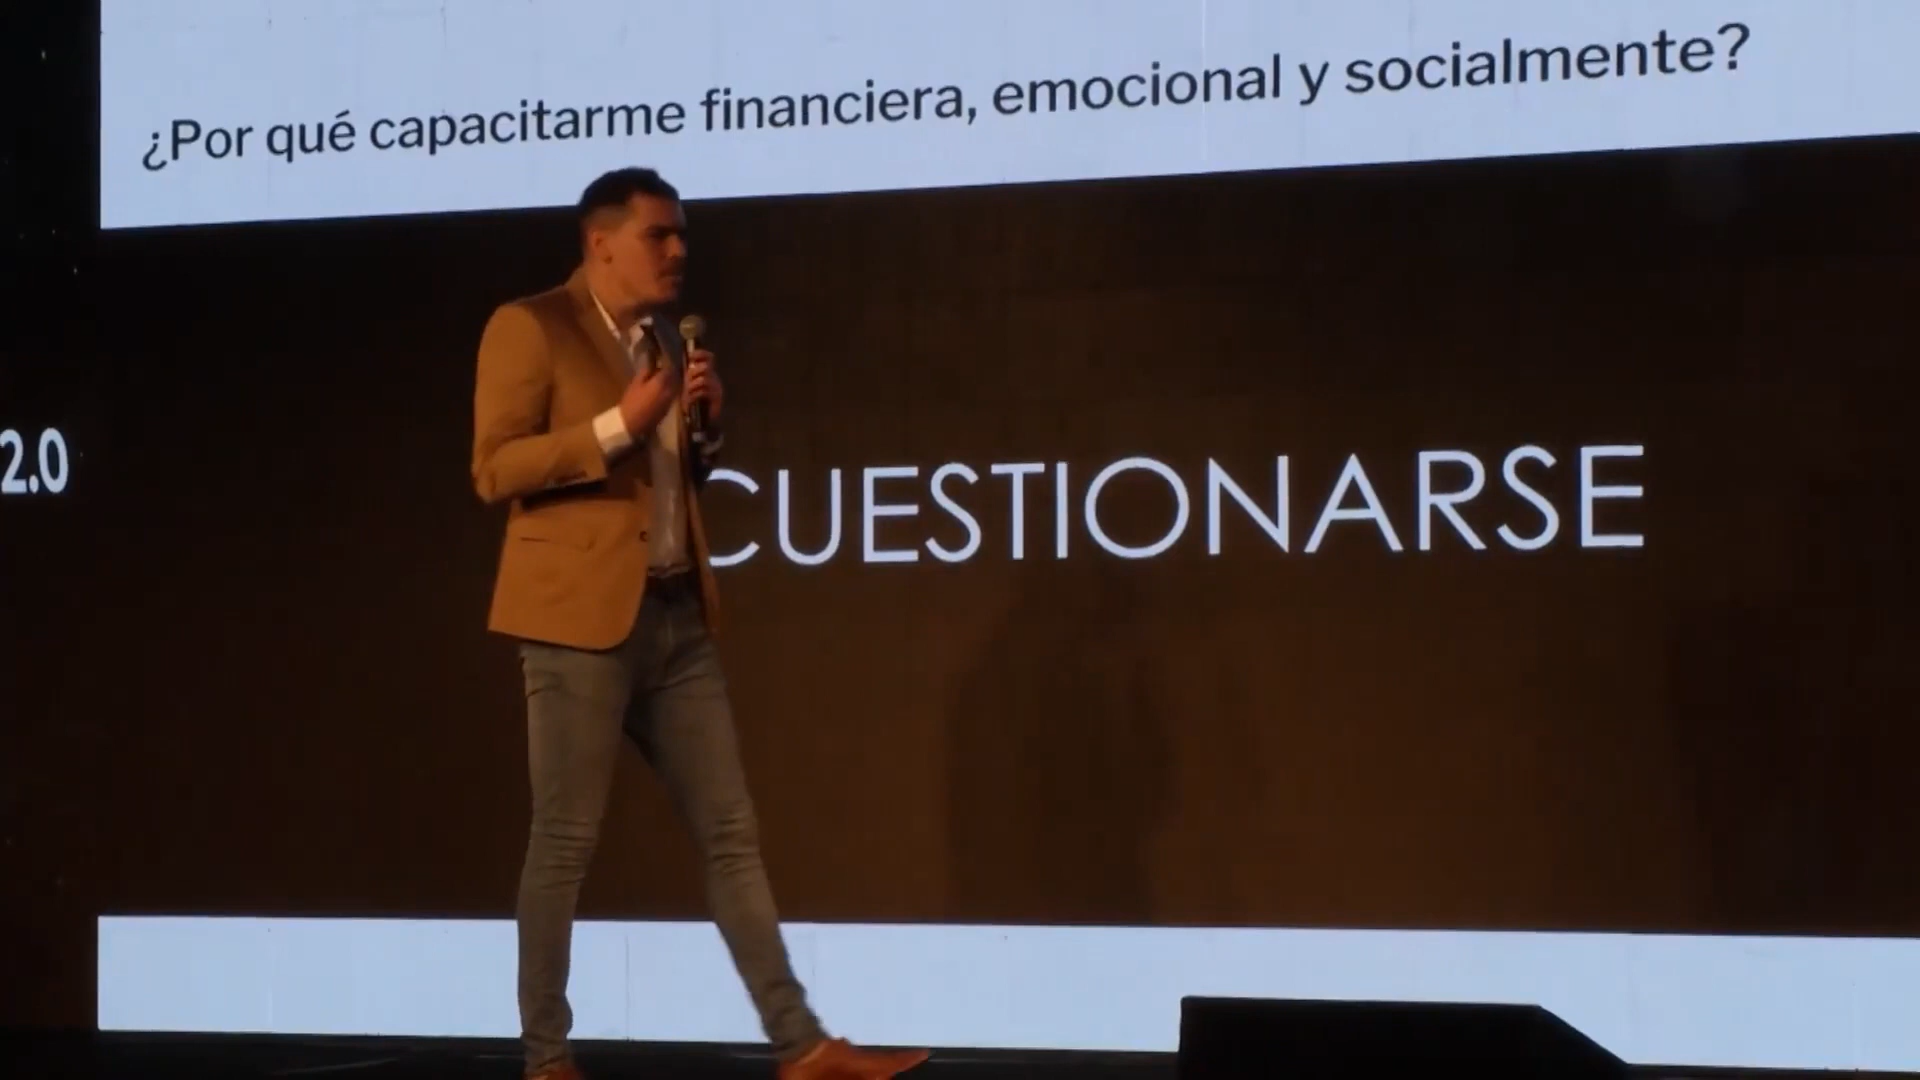 ¿Por qué capacitarme financiera, emocional y socialmente?
2.0
CUESTIONARSE